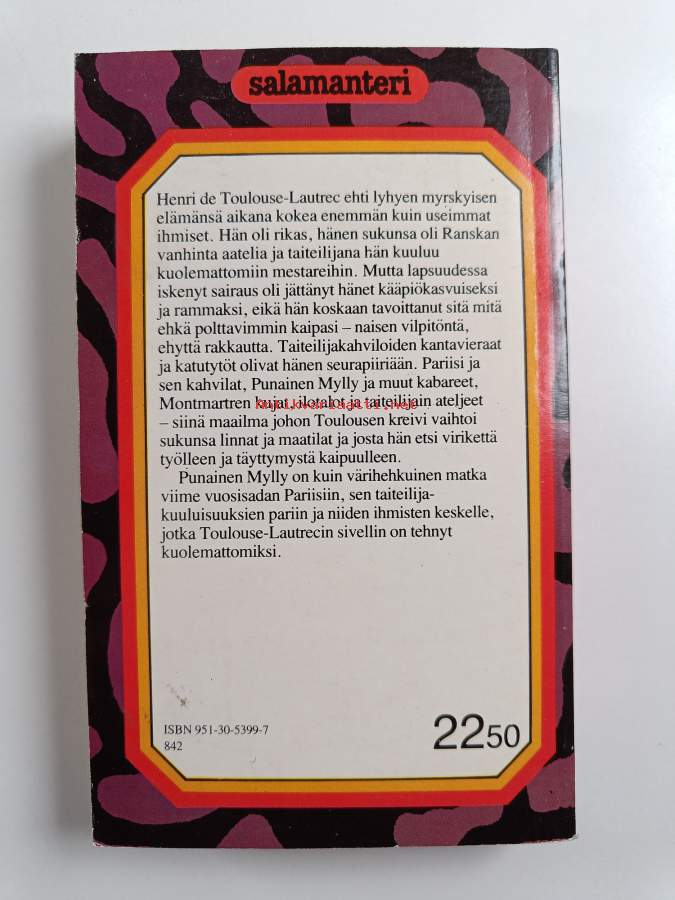 salamanteri
Henri de Toulouse-Lautrec ehti lyhyen myrskyisen
elämänsä aikana kokea enemmän kuin useimmat
ihmiset. Hän oli rikas, hänen sukunsa oli Ranskan
vanhinta aatelia ja taiteilijana hän kuuluu
kuolemattomiin mestareihin. Mutta lapsuudessa
iskenyt sairaus oli jättänyt hänet kääpiökasvuiseksi
ja rammaksi, eikä hän koskaan tavoittanut sitä mitä
ehkä polttavimmin kaipasi – naisen vilpitöntä,
ehyttä rakkautta. Taiteilijakahviloiden kantavieraat
ja katutytöt olivat hänen seurapiiriään. Pariisi ja
sen kahvilat, Punainen Mylly ja muut kabareet,
Montmartren kujat, ilotalot ja taiteilijain ateljeet
antikvariaatti.net
– siinä maailma johon Toulousen kreivi vaihtoi
sukunsa linnat ja maatilat ja josta hän etsi virikettä
työlleen ja täyttymystä kaipuulleen.
Punainen Mylly on kuin värihehkuinen matka
viime vuosisadan Pariisiin, sen taiteilija-
kuuluisuuksien pariin ja niiden ihmisten keskelle,
jotka Toulouse-Lautrecin sivellin on tehnyt
kuolemattomiksi.
ISBN 951-30-5399-7
842
2250